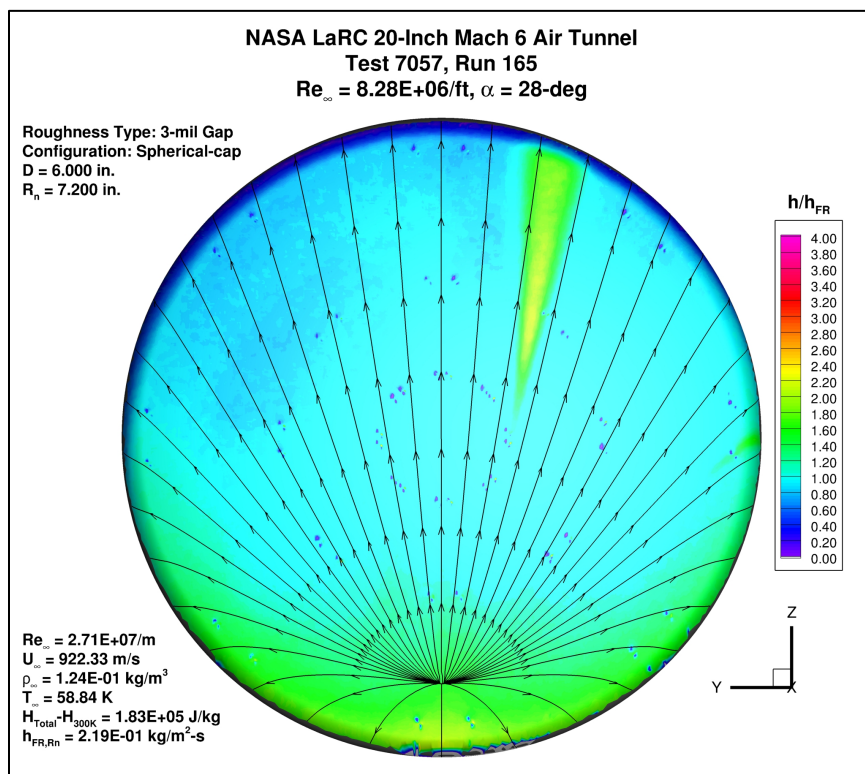 NASA LaRC 20-Inch Mach 6 Air Tunnel
Test 7057, Run 165
Re∞ = 8.28E+06/ft, α = 28-deg
Roughness Type: 3-mil Gap
Configuration: Spherical-cap
D = 6.000 in.
Rn = 7.200 in.
h/hFR
4.00
3.80
3.60
3.40
3.20
3.00
2.80
2.60
2.40
2.20
2.00
1.80
1.60
1.40
1.20
1.00
0.80
0.60
0.40
0.20
0.00
Re∞ = 2.71E+07/m
U∞ = 922.33 m/s
ρ∞ = 1.24E-01 kg/m³
T∞ = 58.84 K
HTotal-H300K = 1.83E+05 J/kg
hFR,Rn = 2.19E-01 kg/m²-s
Z
Y
X